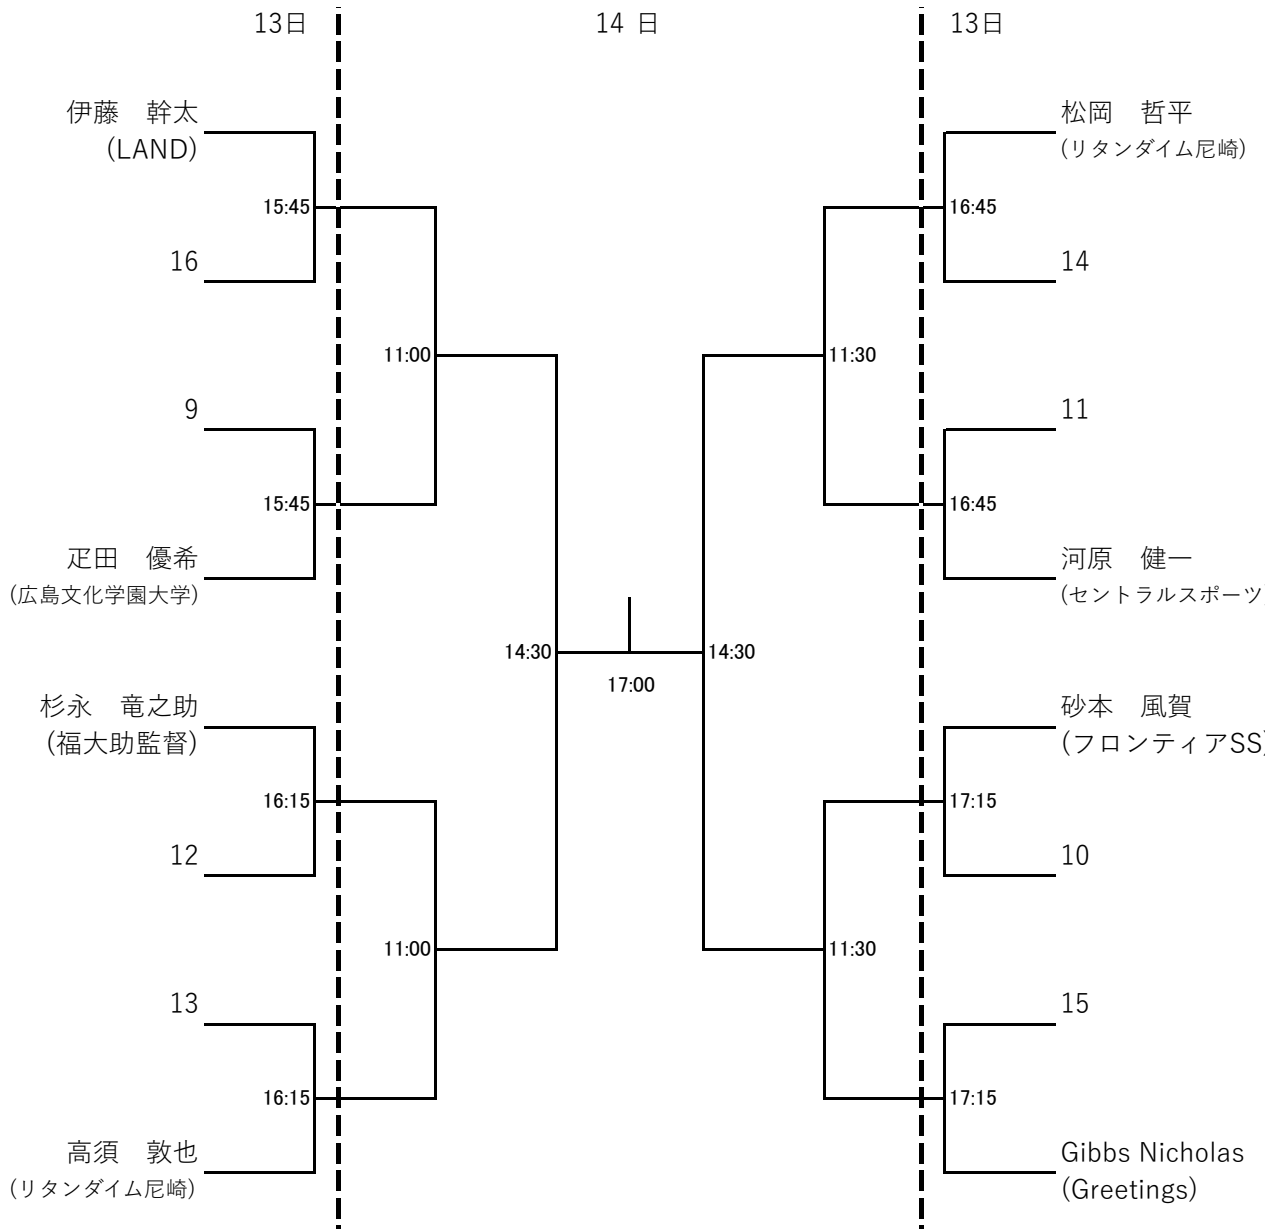 13日
14 日
13日
伊藤　幹太
(LAND)
15:45
16
11:00
9
15:45
疋田　優希
(広島文化学園大学)
14:30
杉永　竜之助
(福大助監督)
16:15
12
11:00
13
16:15
高須　敦也
(リタンダイム尼崎)
17:00
松岡　哲平
(リタンダイム尼崎)
16:45
14
11:30
11
16:45
河原　健一
(セントラルスポーツ)
14:30
砂本　風賀
(フロンティアSS)
17:15
10
11:30
15
17:15
Gibbs Nicholas
(Greetings)